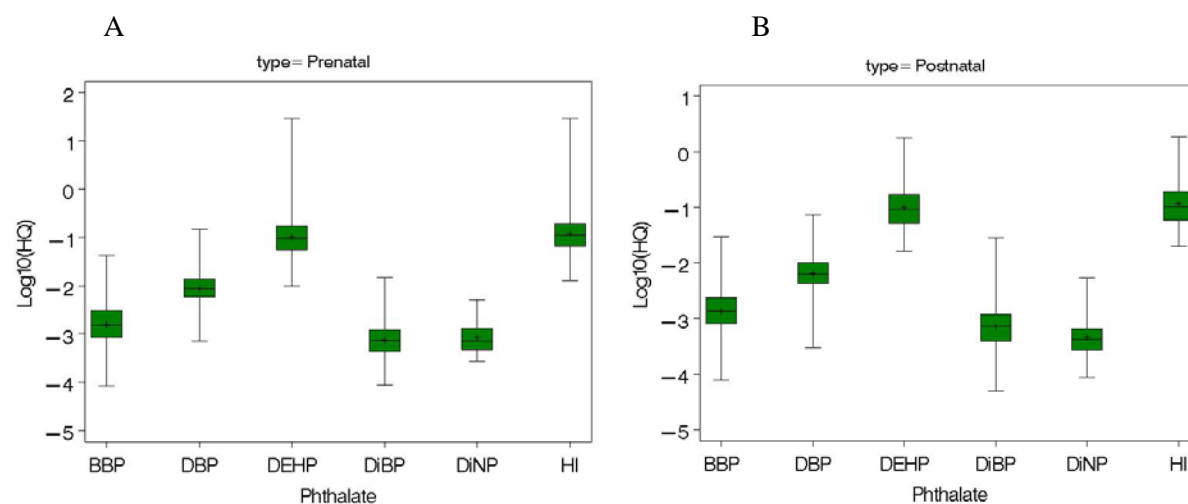 A
type= Prenatal
Log10(HQ)
2
1
0
−1
−2
−3
−4
−5
BBP DBP DEHP DiBP DiNP HI
Phthalate
B
type= Postnatal
Log10(HQ)
1
0
−1
−2
−3
−4
−5
BBP DBP DEHP DiBP DiNP HI
Phthalate